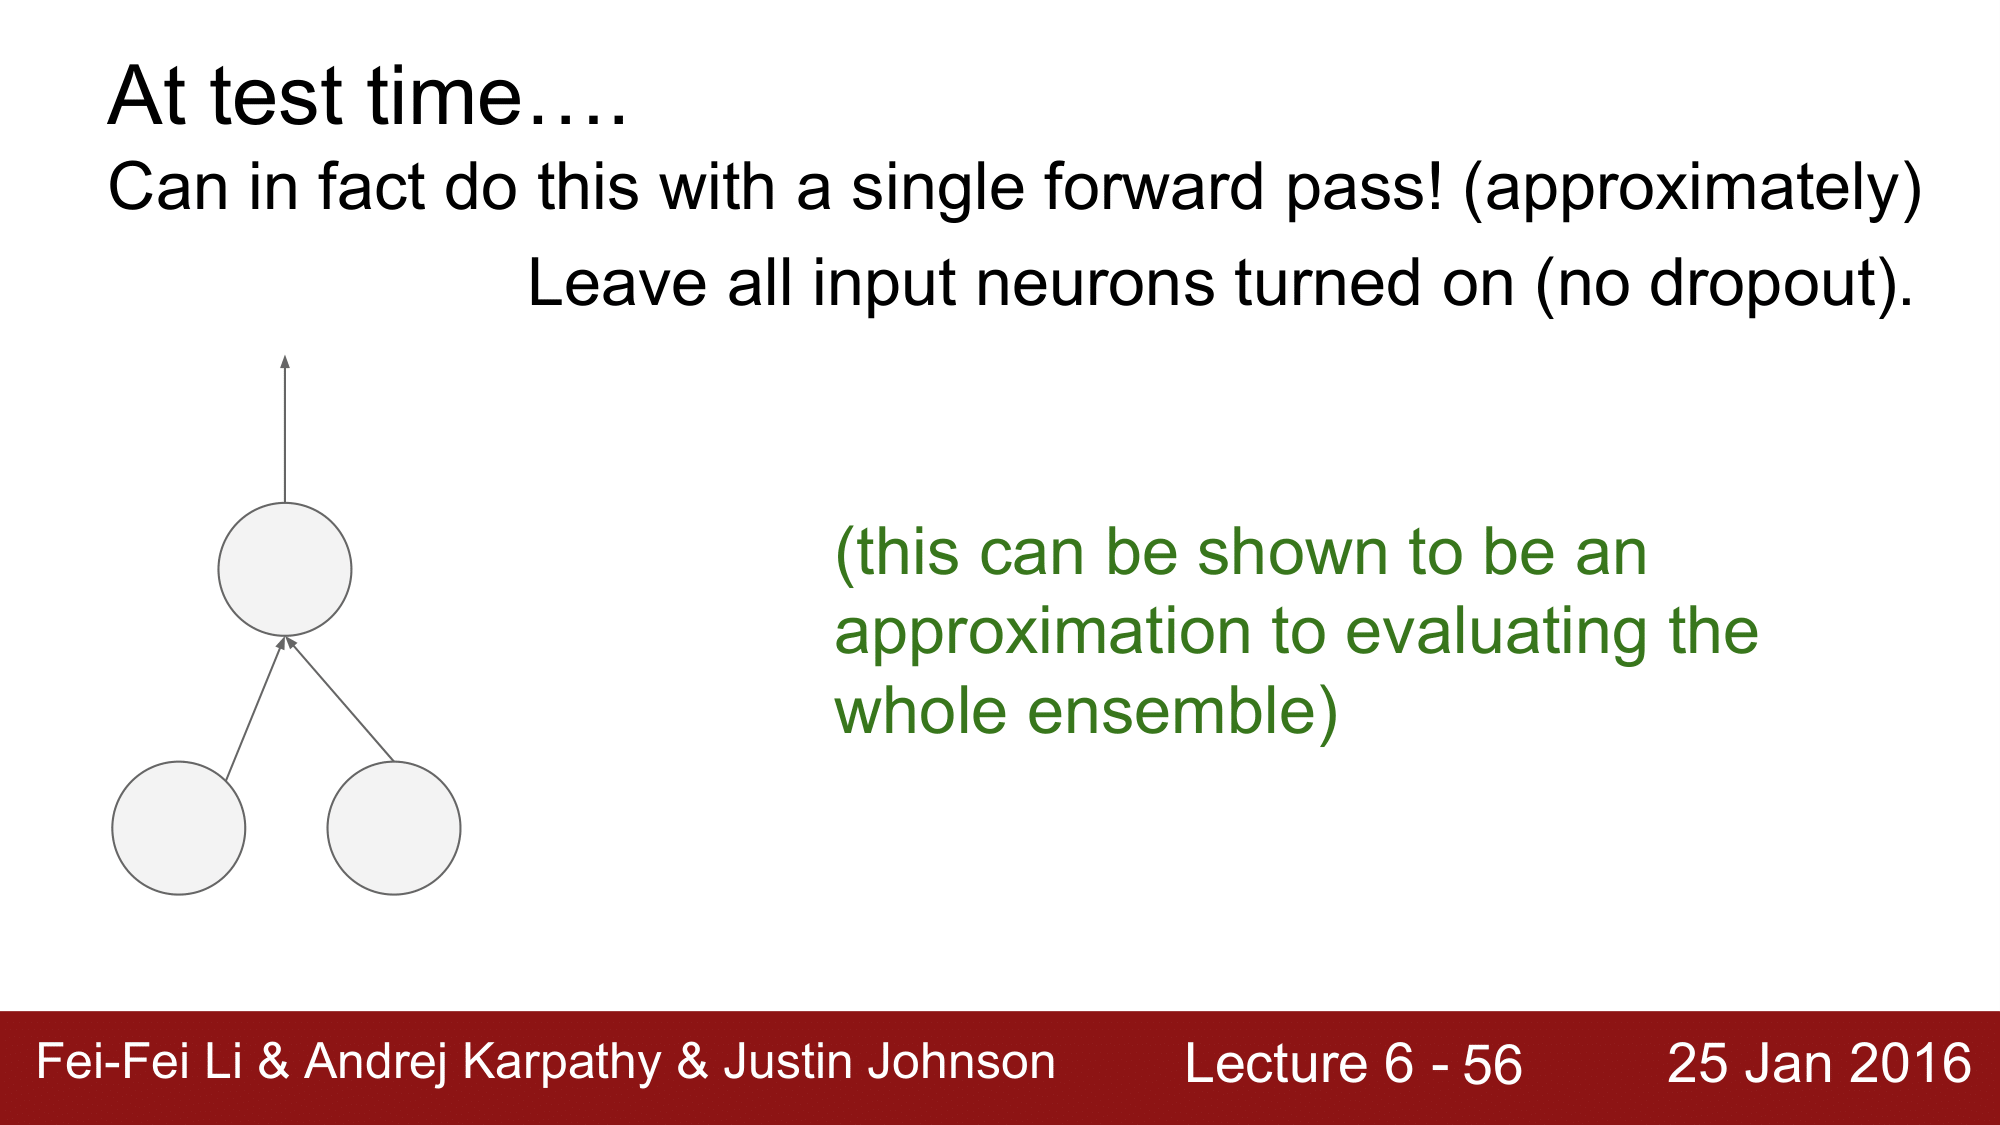 At test time….
Can in fact do this with a single forward pass! (approximately)
Leave all input neurons turned on (no dropout).
(this can be shown to be an
approximation to evaluating the
whole ensemble)
Fei-Fei Li & Andrej Karpathy & Justin Johnson
Lecture 6 - 56
25 Jan 2016